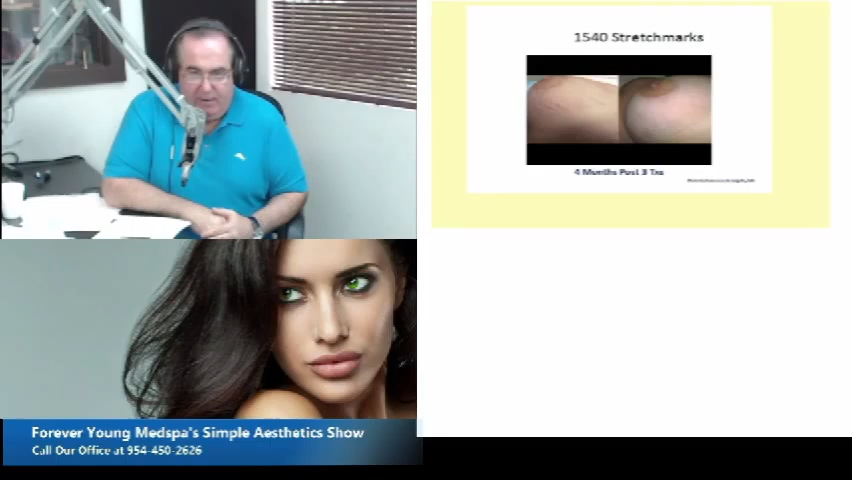 1540 Stretchmarks
4 Months Post 3 Txs
Forever Young Medspa's Simple Aesthetics Show
Call Our Office at 954-450-2626